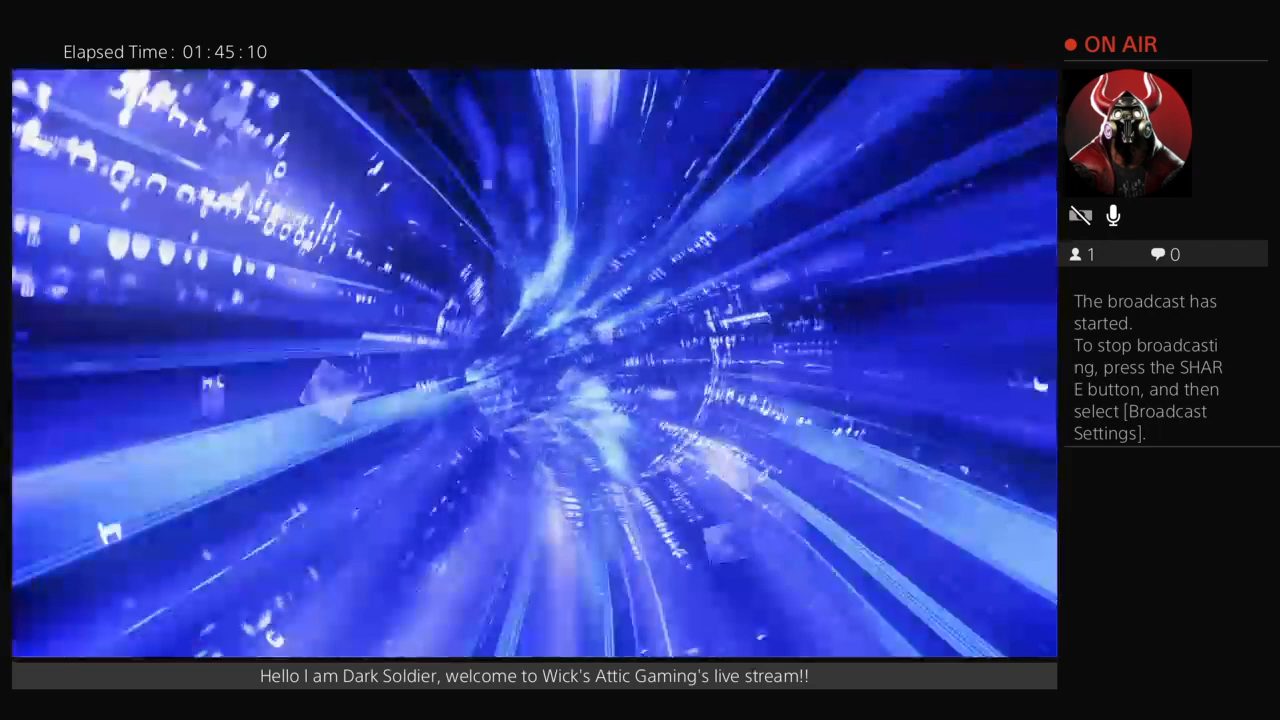 Elapsed Time: 01:45:10
ON AIR
1
0
The broadcast has
started.
To stop broadcasti
ng, press the SHAR
E button, and then
select [Broadcast
Settings].
Hello I am Dark Soldier, welcome to Wick's Attic Gaming's live stream!!